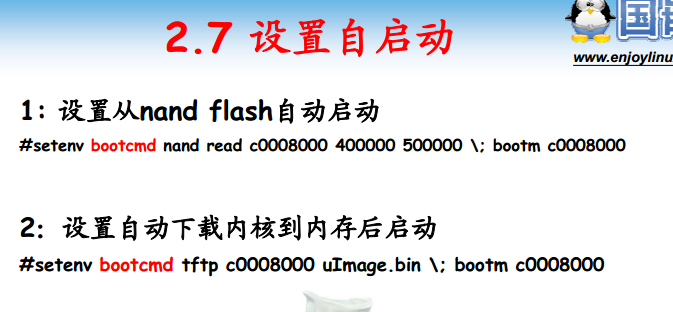 2.7 设置自启动
www.enjoylinu
1: 设置从nand flash自动启动
#setenv bootcmd nand read c0008000 400000 500000 \; bootm c0008000
2: 设置自动下载内核到内存后启动
#setenv bootcmd tftp c0008000 uImage.bin \; bootm c0008000